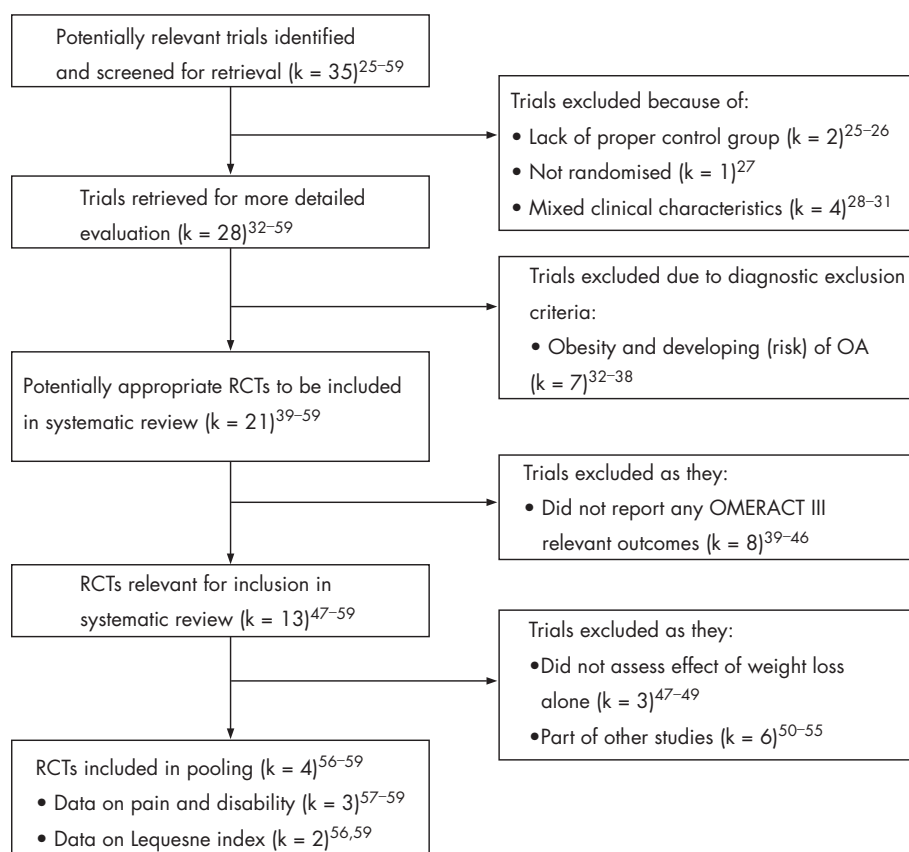 Potentially relevant trials identified
and screened for retrieval (k = 35)25–59
Trials excluded because of:
• Lack of proper control group (k = 2)25–26
• Not randomised (k = 1)27
• Mixed clinical characteristics (k = 4)28–31
Trials retrieved for more detailed
evaluation (k = 28)32–59
Trials excluded due to diagnostic exclusion
criteria:
• Obesity and developing (risk) of OA
(k = 7)32–38
Potentially appropriate RCTs to be included
in systematic review (k = 21)39–59
Trials excluded as they:
• Did not report any OMERACT III
relevant outcomes (k = 8)39–46
RCTs relevant for inclusion in
systematic review (k = 13)47–59
Trials excluded as they:
•Did not assess effect of weight loss
alone (k = 3)47–49
•Part of other studies (k = 6)50–55
RCTs included in pooling (k = 4)56–59
• Data on pain and disability (k = 3)57–59
• Data on Lequesne index (k = 2)56,59